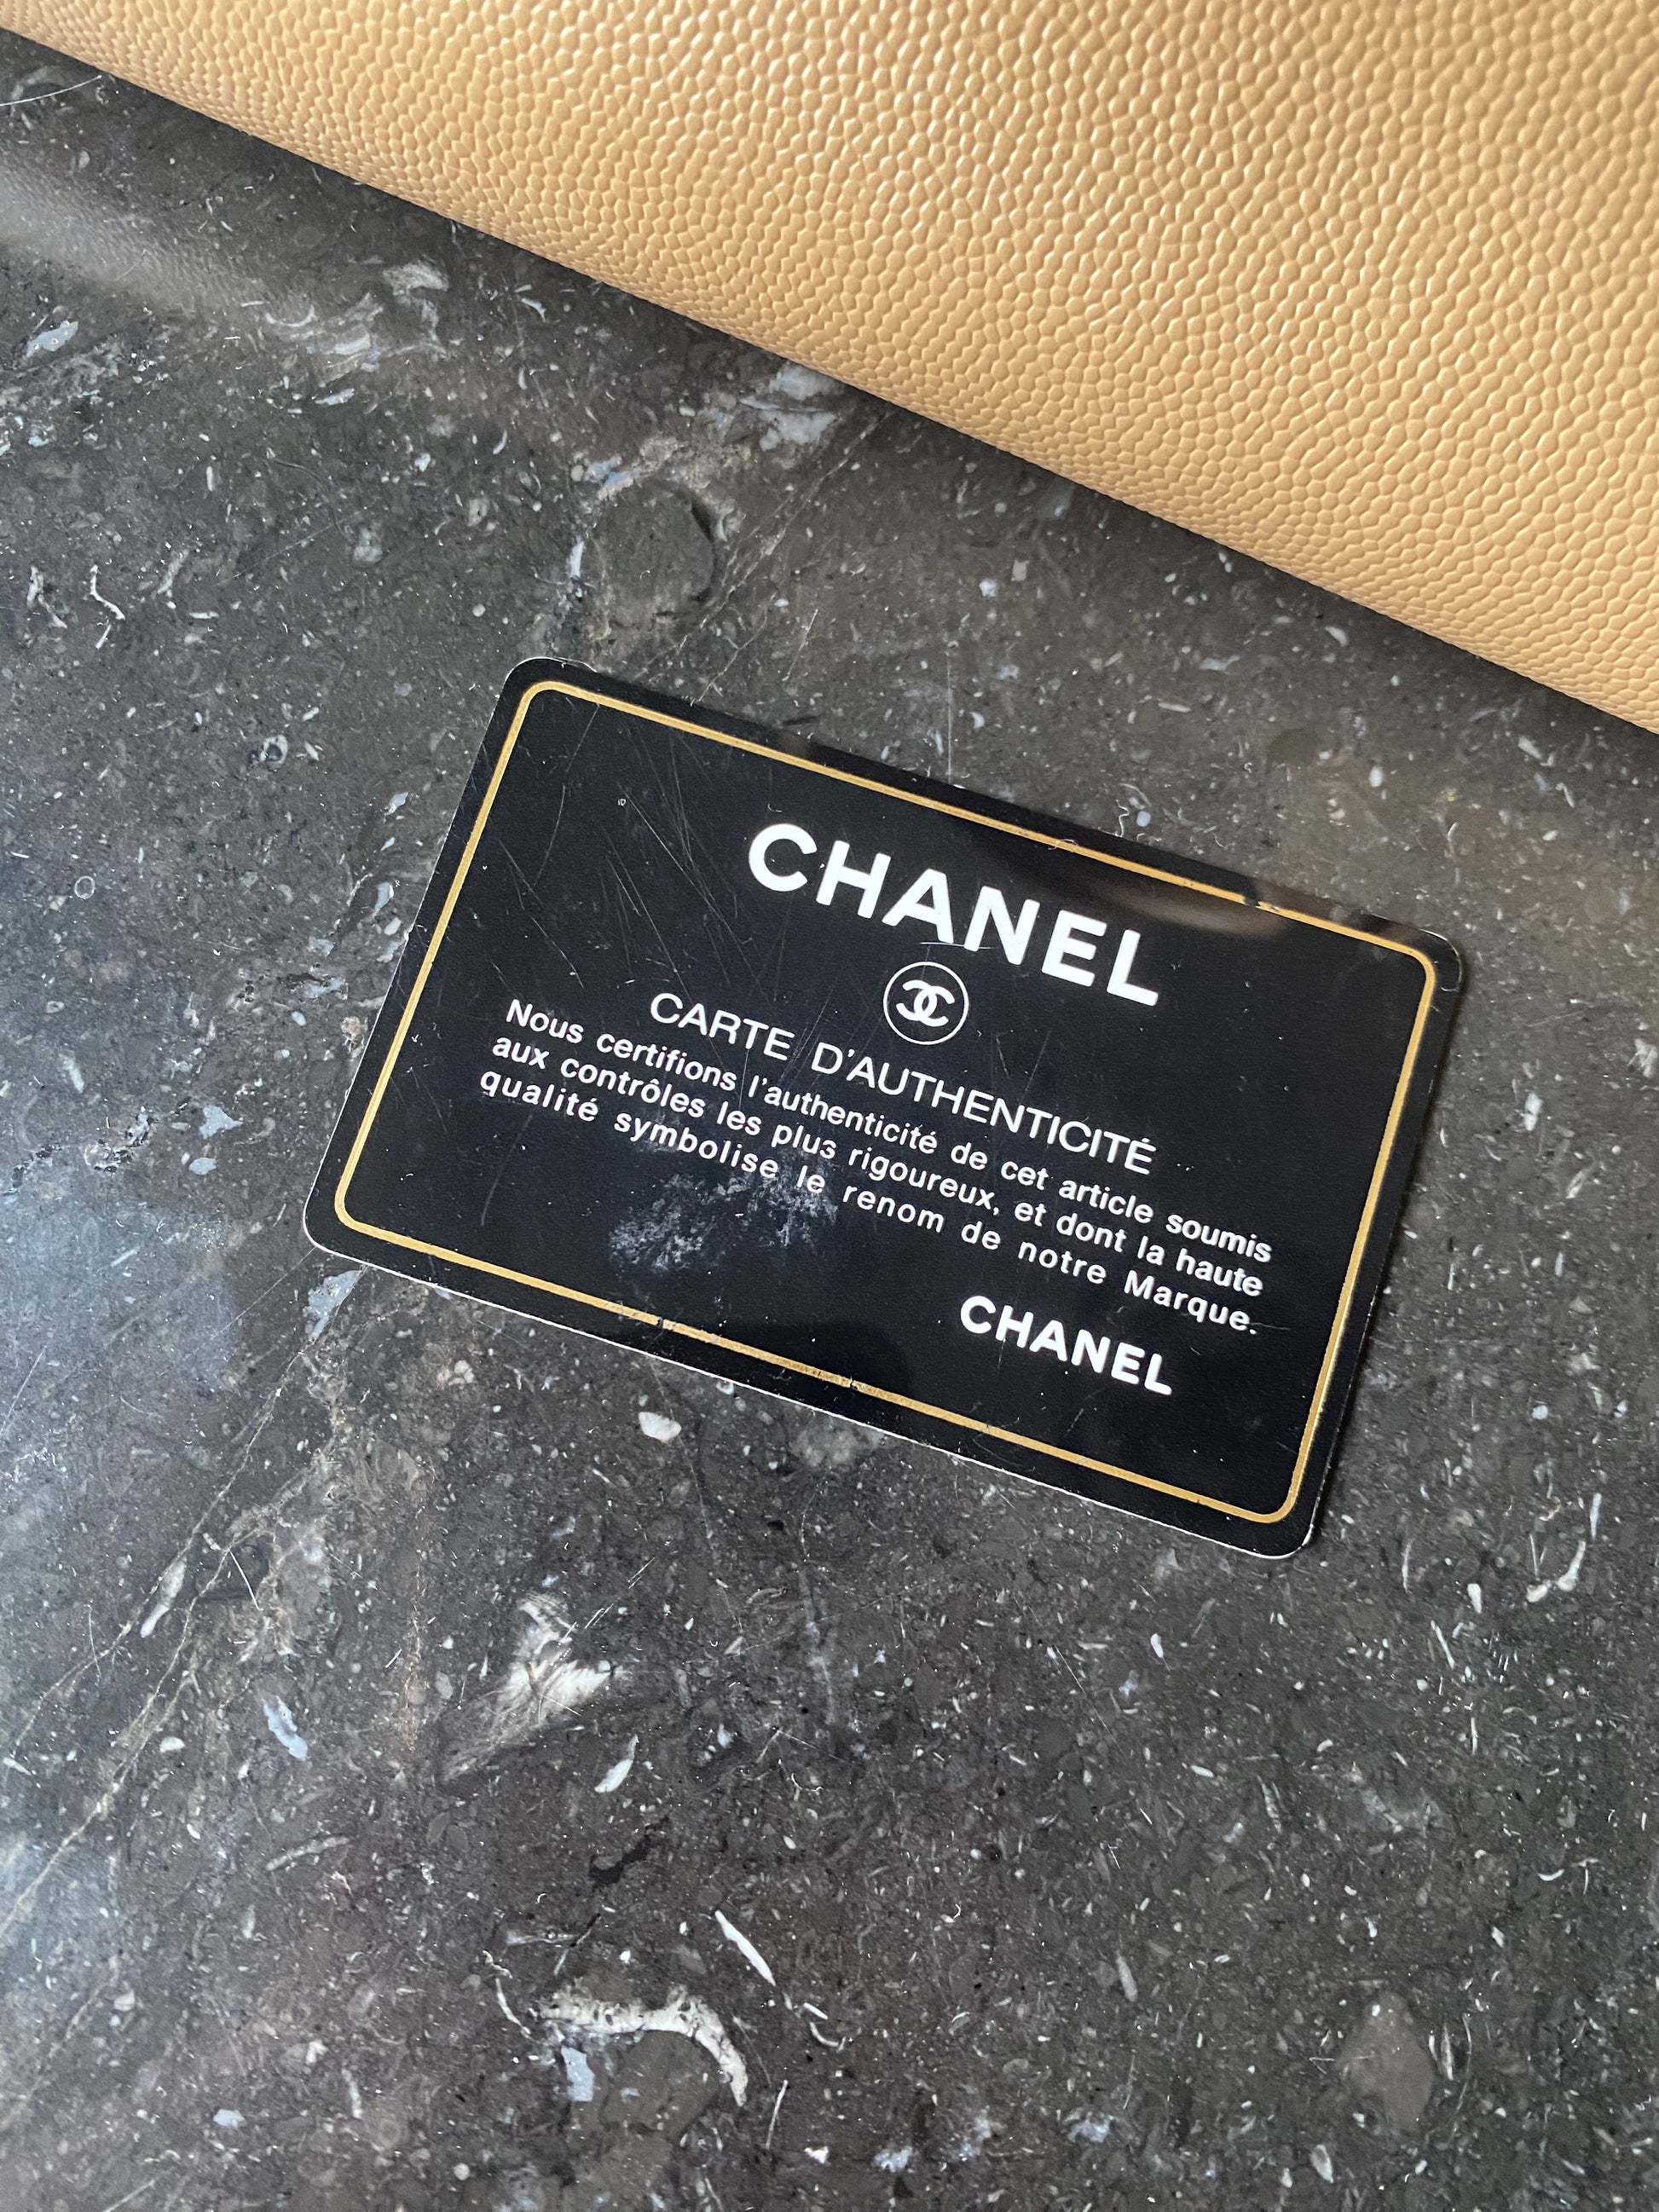 CHANEL
CARTE D'AUTHENTICITÉ
Nous certifions l'authenticité de cet article soumis
aux contrôles les plus rigoureux, et dont la haute
qualité symbolise le renom de notre Marque.
CHANEL